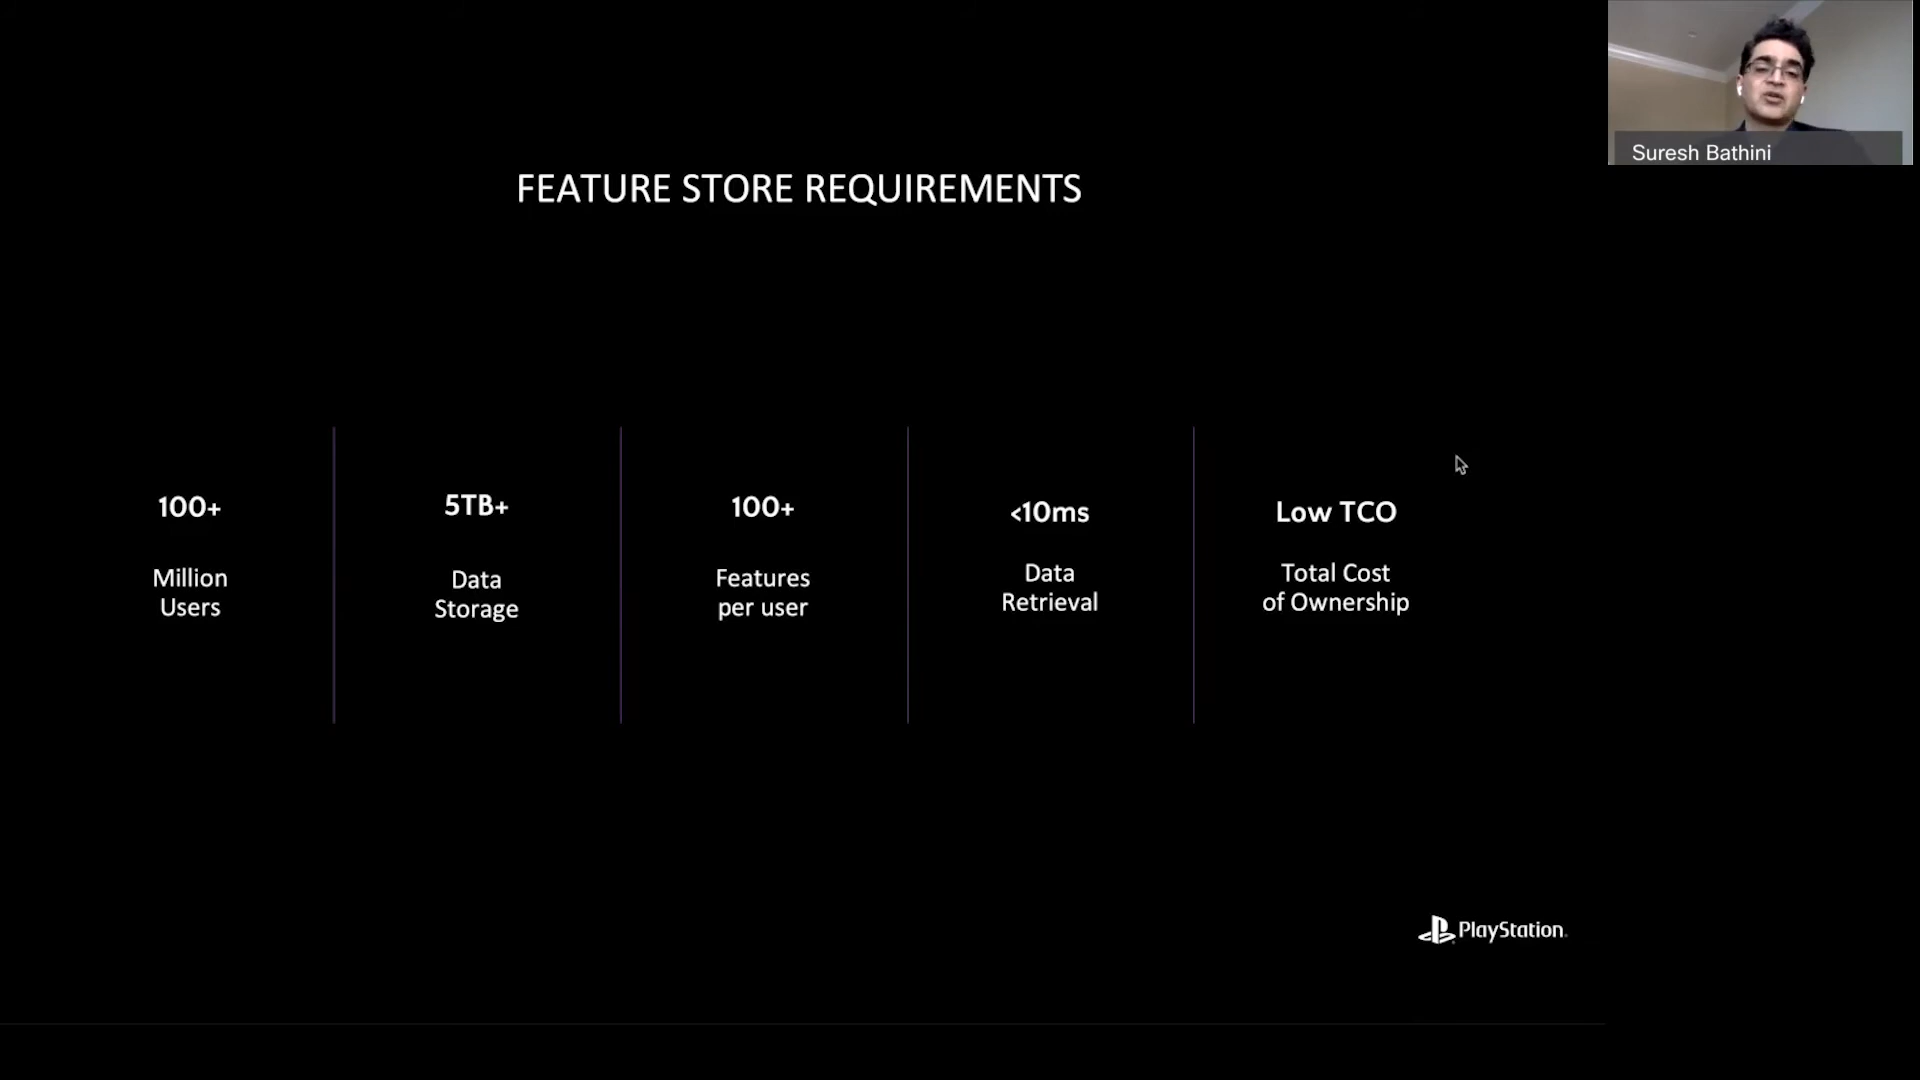 Suresh Bathini
FEATURE STORE REQUIREMENTS
100+
Million
Users
5TB+
Data
Storage
100+
Features
per user
<10ms
Data
Retrieval
Low TCO
Total Cost
of Ownership
PlayStation.